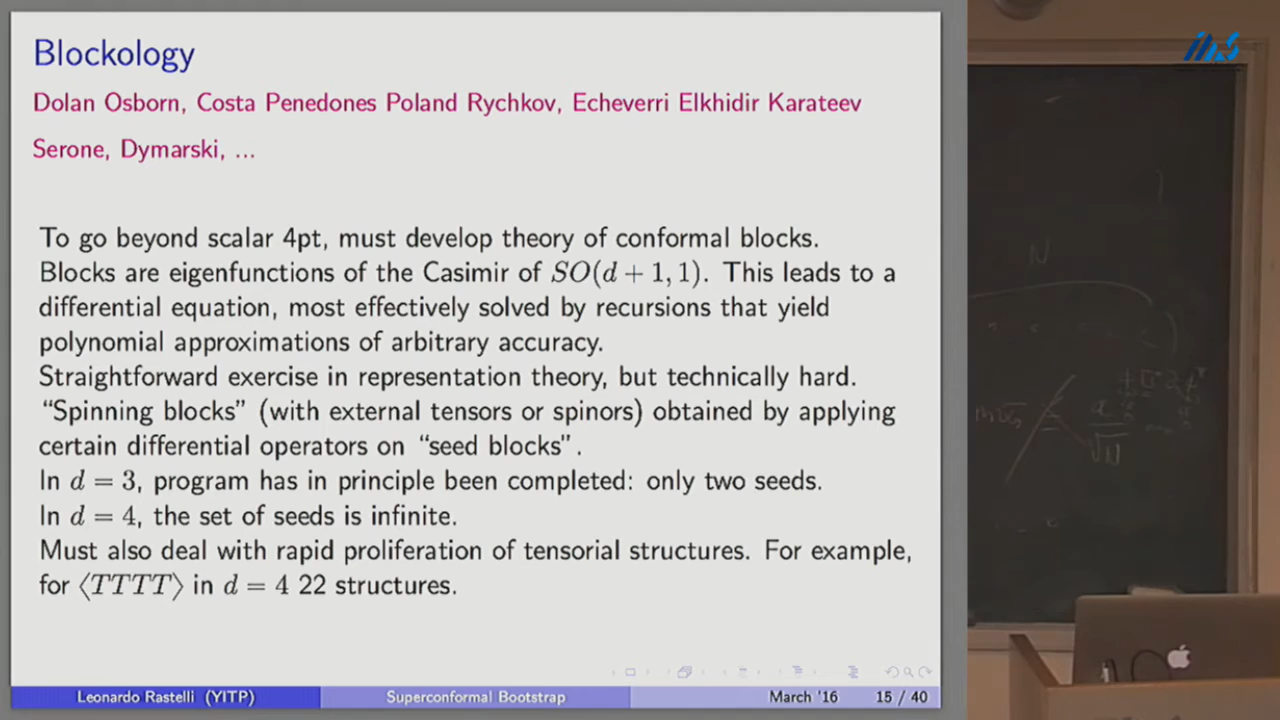 Blockology
Dolan Osborn, Costa Penedones Poland Rychkov, Echeverri Elkhidir Karateev
Serone, Dymarski, ...
To go beyond scalar 4pt, must develop theory of conformal blocks.
Blocks are eigenfunctions of the Casimir of SO(d + 1, 1). This leads to a
differential equation, most effectively solved by recursions that yield
polynomial approximations of arbitrary accuracy.
Straightforward exercise in representation theory, but technically hard.
“Spinning blocks” (with external tensors or spinors) obtained by applying
certain differential operators on “seed blocks”.
In d = 3, program has in principle been completed: only two seeds.
In d = 4, the set of seeds is infinite.
Must also deal with rapid proliferation of tensorial structures. For example,
for ⟨TTTT⟩ in d = 4 22 structures.
Leonardo Rastelli (YITP) Superconformal Bootstrap March '16 15 / 40
N
√N